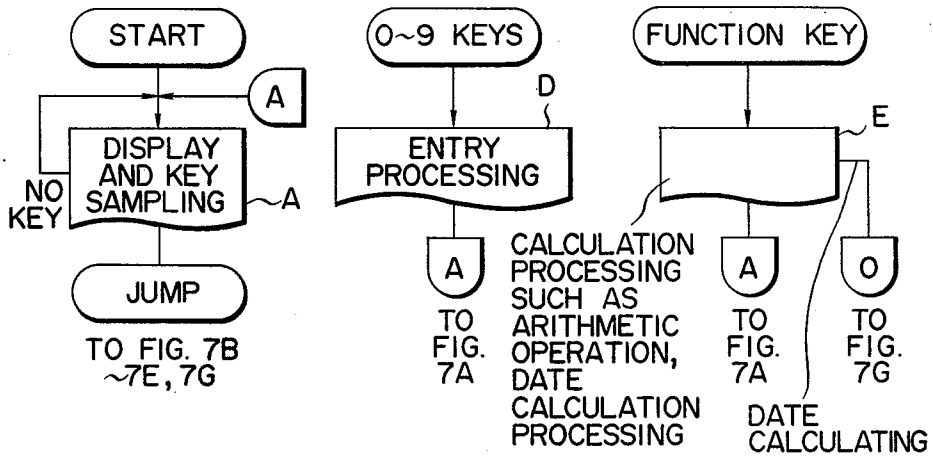 START
A
DISPLAY
AND KEY
SAMPLING
NO
KEY
A
JUMP
TO FIG. 7B
~7E, 7G
0~9 KEYS
D
ENTRY
PROCESSING
A
TO
FIG.
7A
FUNCTION KEY
E
CALCULATION
PROCESSING
SUCH AS
ARITHMETIC
OPERATION,
DATE
CALCULATION
PROCESSING
A
TO
FIG.
7A
O
TO
FIG.
7G
DATE
CALCULATING